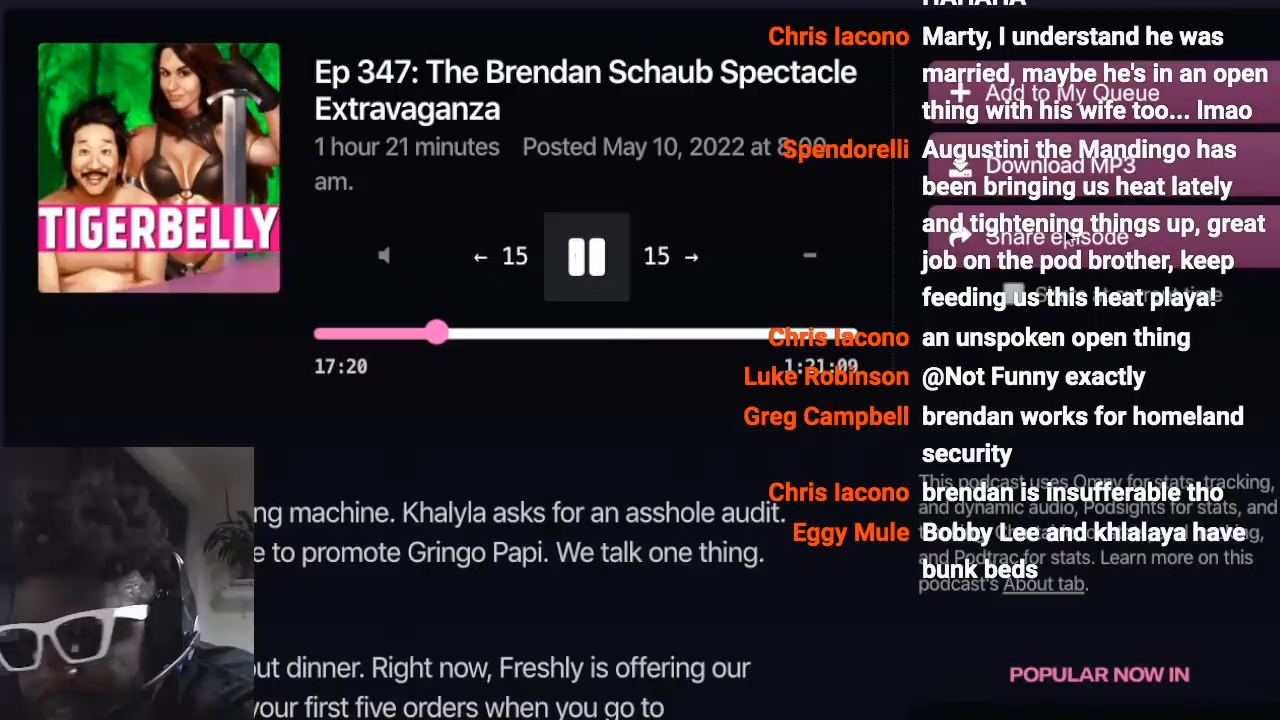 Ep 347: The Brendan Schaub Spectacle
Extravaganza
1 hour 21 minutes Posted May 10, 2022 at 8:00
am.
TIGERBELLY
← 15
15 →
17:20
1:21:09
ng machine. Khalyla asks for an asshole audit.
e to promote Gringo Papi. We talk one thing.
ut dinner. Right now, Freshly is offering our
your first five orders when you go to
HAHAHA
Chris Iacono Marty, I understand he was
married, maybe he's in an open
thing with his wife too... lmao
Spendorelli Augustini the Mandingo has
been bringing us heat lately
and tightening things up, great
job on the pod brother, keep
feeding us this heat playa!
Chris Iacono an unspoken open thing
Luke Robinson @Not Funny exactly
Greg Campbell brendan works for homeland
security
Chris Iacono brendan is insufferable tho
Eggy Mule Bobby Lee and khlalaya have
bunk beds
Add to My Queue
Download MP3
Share episode
This podcast uses for stats, tracking,
and dynamic audio, Podsights for stats, and
and Podtrac for stats. Learn more on this
podcast's About tab.
POPULAR NOW IN